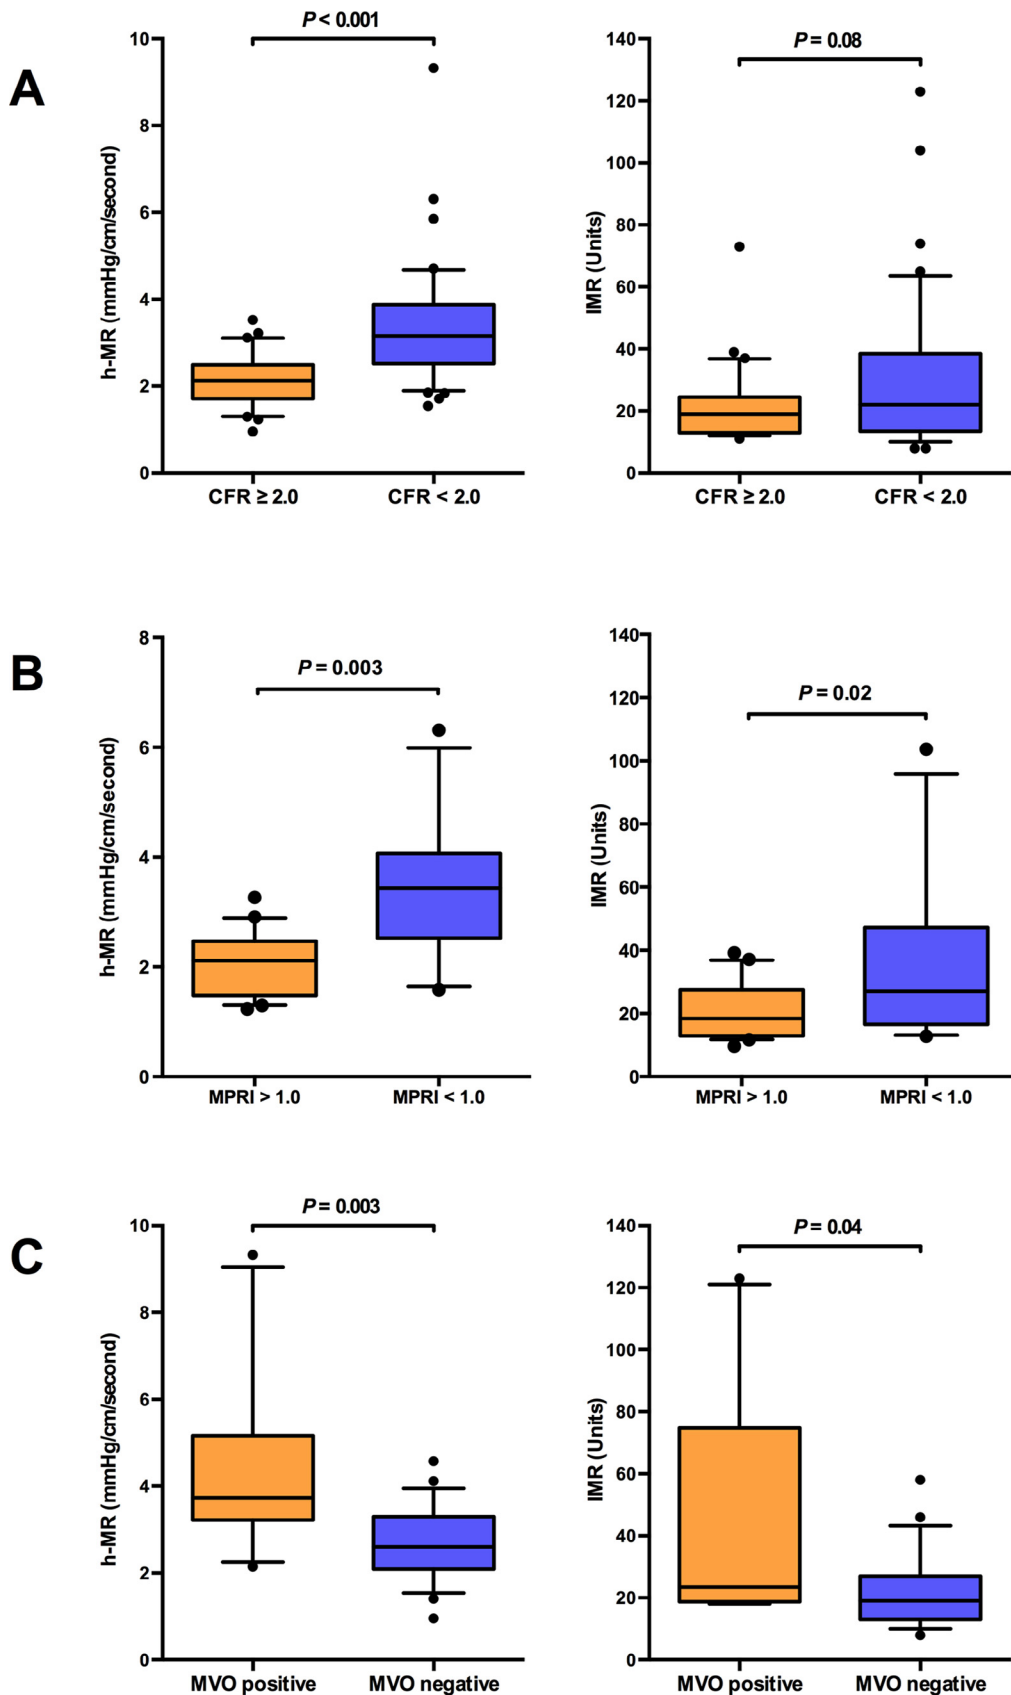 A
P < 0.001
h-MR (mmHg/cm/second)
10
8
6
4
2
0
CFR ≥ 2.0
CFR < 2.0
P = 0.08
IMR (Units)
140
120
100
80
60
40
20
0
CFR ≥ 2.0
CFR < 2.0
B
P = 0.003
h-MR (mmHg/cm/second)
8
6
4
2
0
MPRI > 1.0
MPRI < 1.0
P = 0.02
IMR (Units)
140
120
100
80
60
40
20
0
MPRI > 1.0
MPRI < 1.0
C
P = 0.003
h-MR (mmHg/cm/second)
10
8
6
4
2
0
MVO positive
MVO negative
P = 0.04
IMR (Units)
140
120
100
80
60
40
20
0
MVO positive
MVO negative